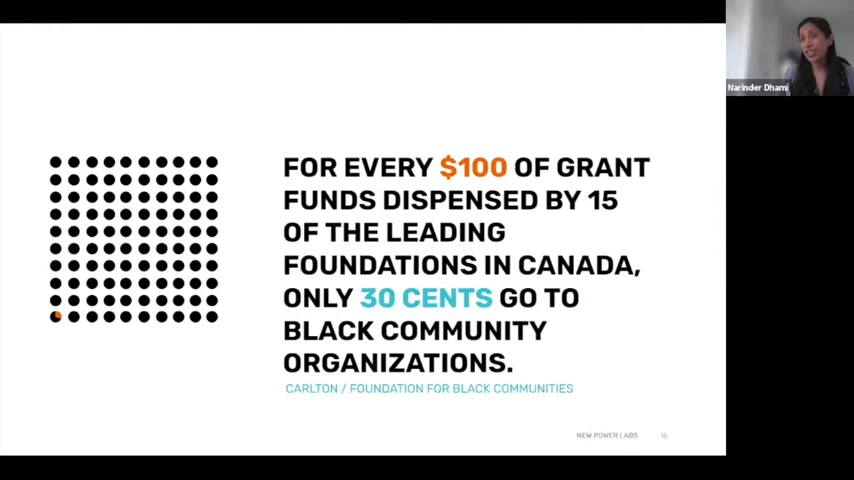 Narinder Dhami
FOR EVERY $100 OF GRANT
FUNDS DISPENSED BY 15
OF THE LEADING
FOUNDATIONS IN CANADA,
ONLY 30 CENTS GO TO
BLACK COMMUNITY
ORGANIZATIONS.
CARLTON / FOUNDATION FOR BLACK COMMUNITIES
NEW POWER LABS 16